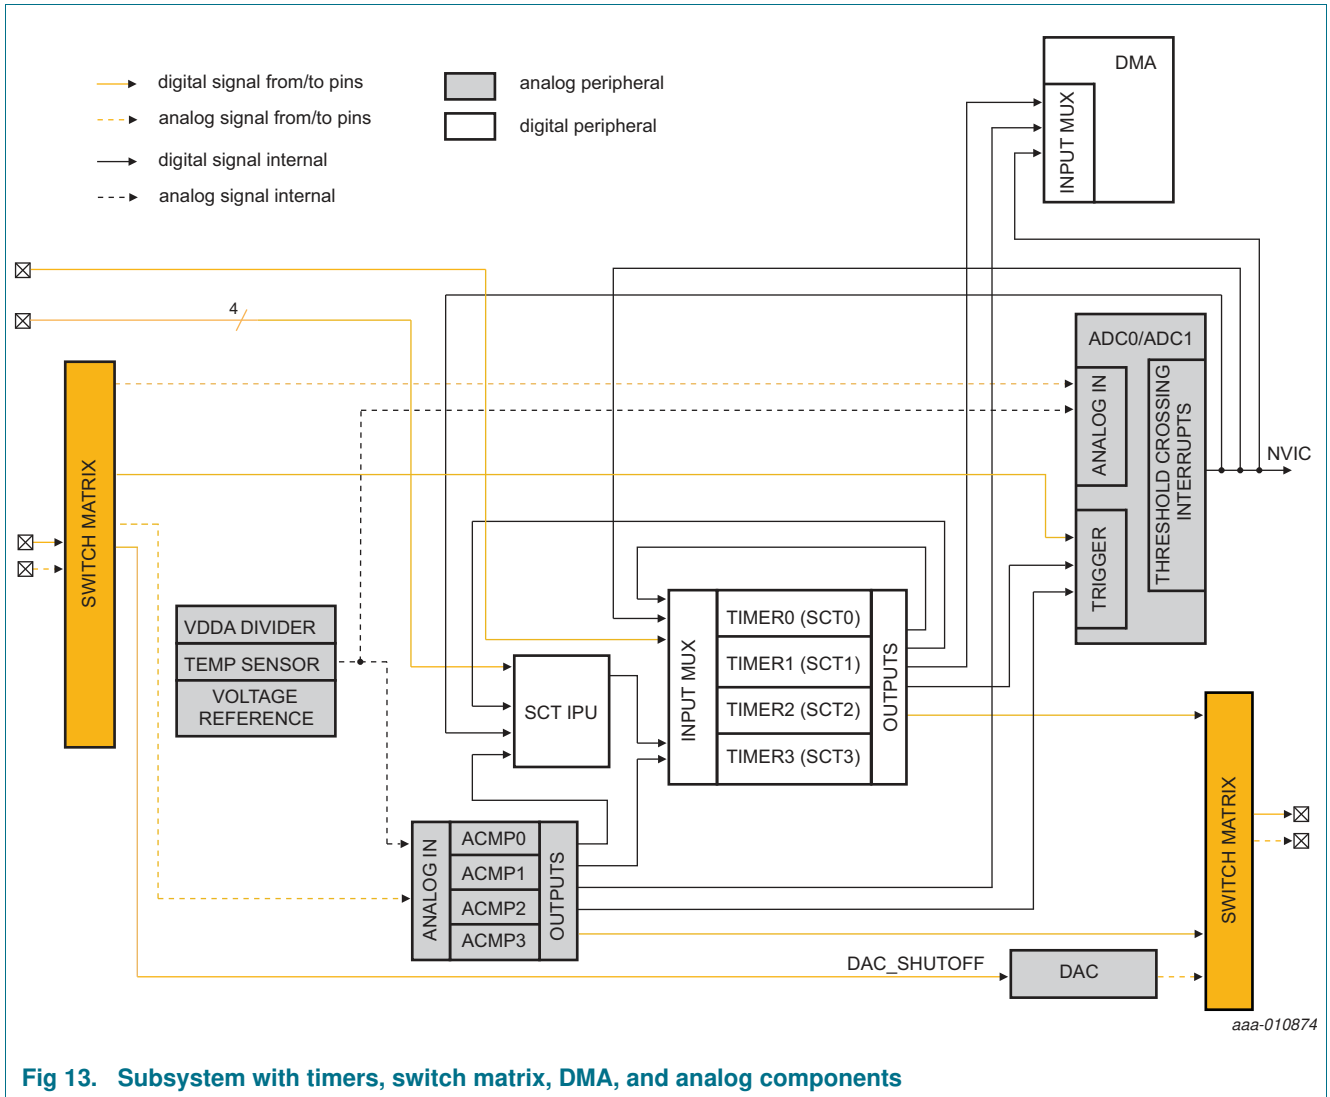 digital signal from/to pins
analog signal from/to pins
digital signal internal
analog signal internal
analog peripheral
digital peripheral
DMA
INPUT MUX
4
SWITCH MATRIX
ADC0/ADC1
ANALOG IN
TRIGGER
THRESHOLD CROSSING
INTERRUPTS
NVIC
VDDA DIVIDER
TEMP SENSOR
VOLTAGE
REFERENCE
SCT IPU
INPUT MUX
TIMER0 (SCT0)
TIMER1 (SCT1)
TIMER2 (SCT2)
TIMER3 (SCT3)
OUTPUTS
ANALOG IN
ACMP0
ACMP1
ACMP2
ACMP3
OUTPUTS
DAC_SHUTOFF
DAC
SWITCH MATRIX
aaa-010874
Fig 13. Subsystem with timers, switch matrix, DMA, and analog components